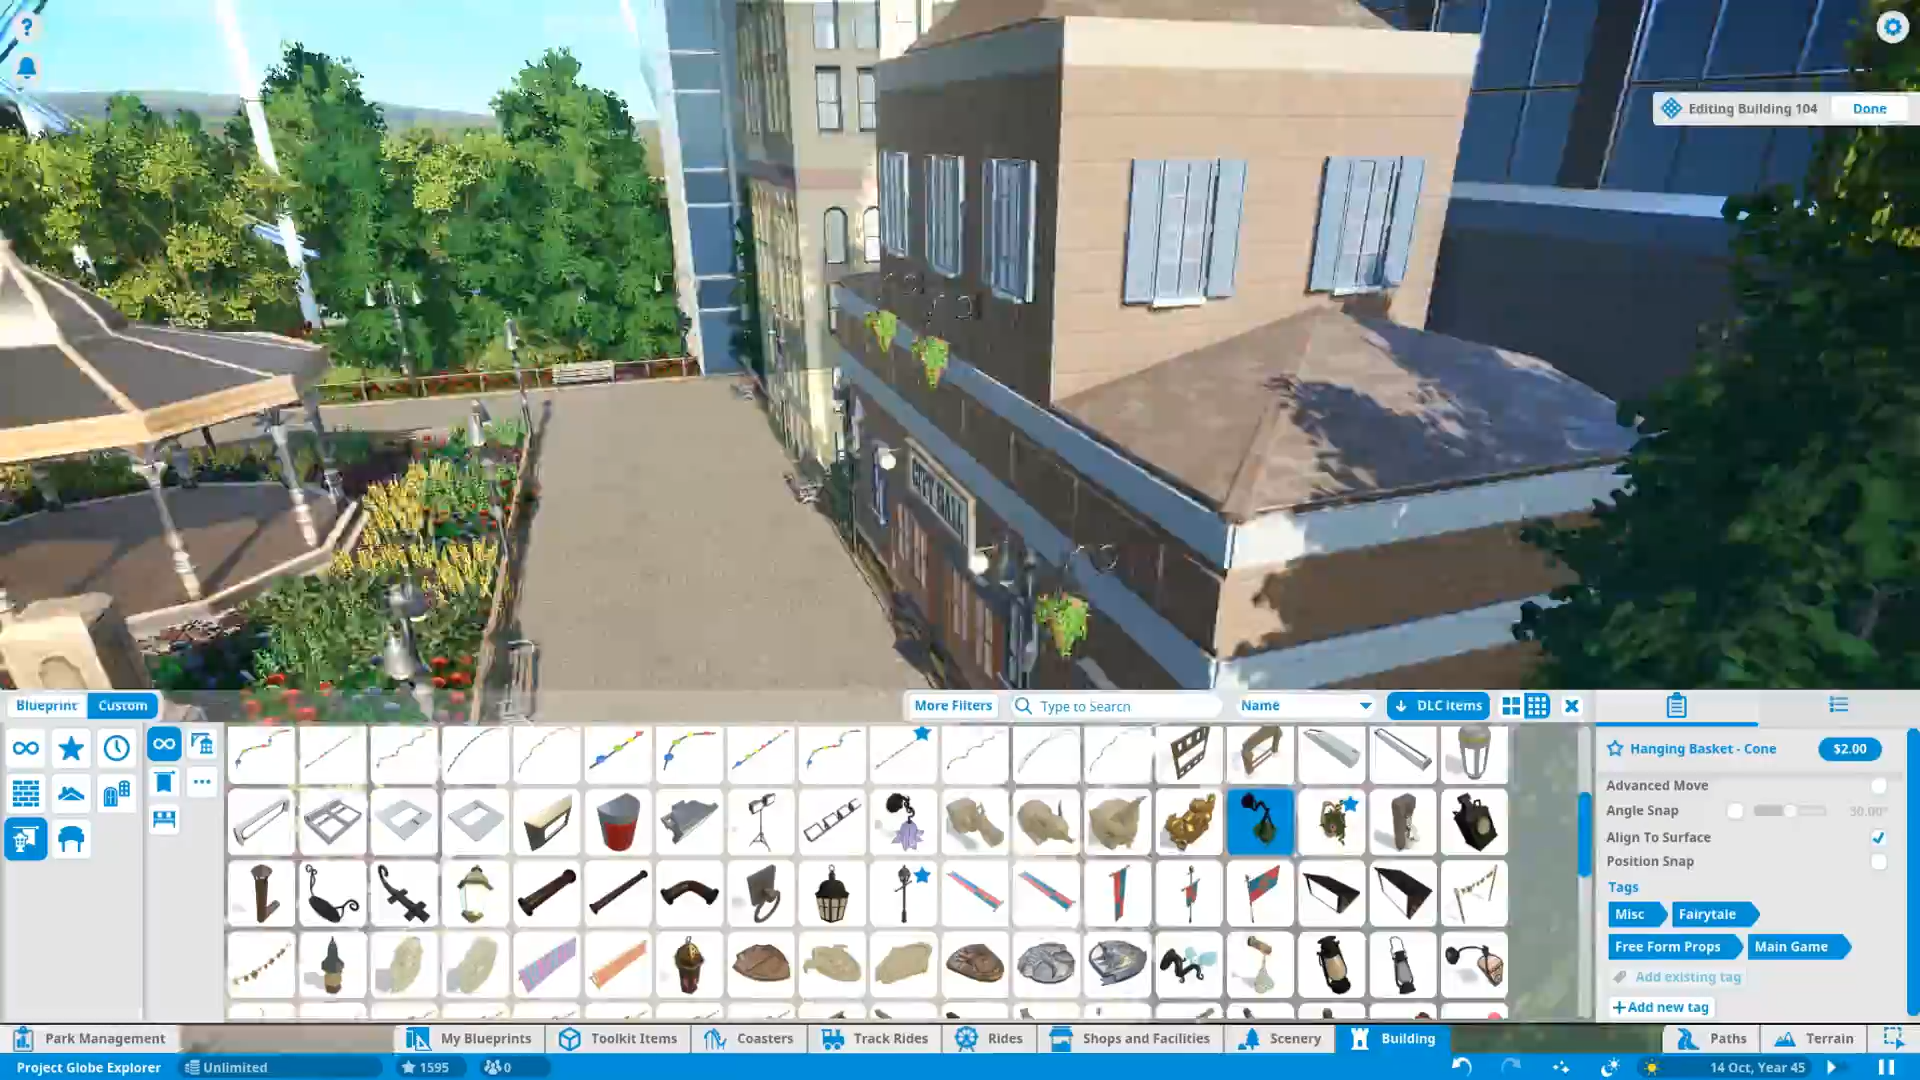 ?
Editing Building 104 Done
CITY HALL
Blueprint Custom More Filters Type to Search Name DLC Items
Hanging Basket - Cone $2.00
Advanced Move
Angle Snap 30.00°
Align To Surface
Position Snap
Tags
Misc Fairytale
Free Form Props Main Game
Add existing tag
+Add new tag
Park Management My Blueprints Toolkit Items Coasters Track Rides Rides Shops and Facilities Scenery Building Paths Terrain
Project Globe Explorer Unlimited 1595 0 14 Oct, Year 45